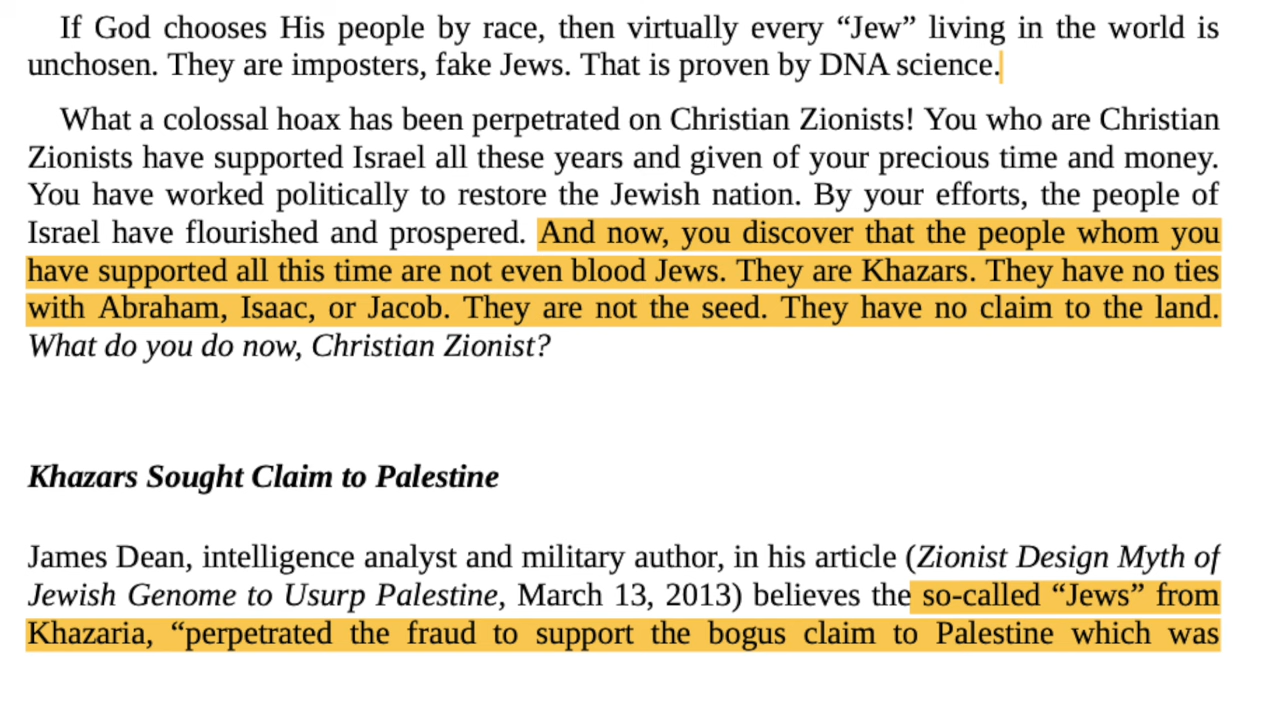 If God chooses His people by race, then virtually every “Jew” living in the world is
unchosen. They are imposters, fake Jews. That is proven by DNA science.
What a colossal hoax has been perpetrated on Christian Zionists! You who are Christian
Zionists have supported Israel all these years and given of your precious time and money.
You have worked politically to restore the Jewish nation. By your efforts, the people of
Israel have flourished and prospered. And now, you discover that the people whom you
have supported all this time are not even blood Jews. They are Khazars. They have no ties
with Abraham, Isaac, or Jacob. They are not the seed. They have no claim to the land.
What do you do now, Christian Zionist?
Khazars Sought Claim to Palestine
James Dean, intelligence analyst and military author, in his article (Zionist Design Myth of
Jewish Genome to Usurp Palestine, March 13, 2013) believes the so-called “Jews” from
Khazaria, “perpetrated the fraud to support the bogus claim to Palestine which was